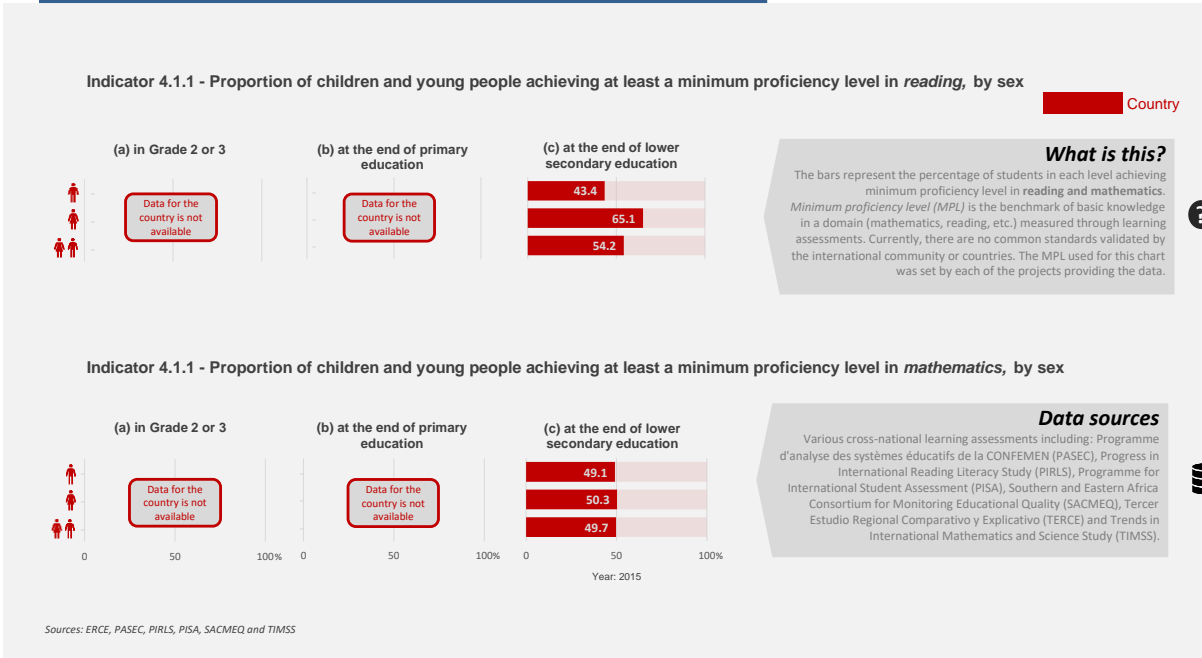 Indicator 4.1.1 - Proportion of children and young people achieving at least a minimum proficiency level in reading, by sex
Country
(a) in Grade 2 or 3
(b) at the end of primary
education
(c) at the end of lower
secondary education
Data for the
country is not
available
Data for the
country is not
available
43.4
65.1
54.2
What is this?
The bars represent the percentage of students in each level achieving
minimum proficiency level in reading and mathematics.
Minimum proficiency level (MPL) is the benchmark of basic knowledge
in a domain (mathematics, reading, etc.) measured through learning
assessments. Currently, there are no common standards validated by
the international community or countries. The MPL used for this chart
was set by each of the projects providing the data.
?
Indicator 4.1.1 - Proportion of children and young people achieving at least a minimum proficiency level in mathematics, by sex
(a) in Grade 2 or 3
(b) at the end of primary
education
(c) at the end of lower
secondary education
Data for the
country is not
available
Data for the
country is not
available
49.1
50.3
49.7
0 50 100%
0 50 100%
0 50 100%
Year: 2015
Data sources
Various cross-national learning assessments including: Programme
d'analyse des systèmes éducatifs de la CONFEMEN (PASEC), Progress in
International Reading Literacy Study (PIRLS), Programme for
International Student Assessment (PISA), Southern and Eastern Africa
Consortium for Monitoring Educational Quality (SACMEQ), Tercer
Estudio Regional Comparativo y Explicativo (TERCE) and Trends in
International Mathematics and Science Study (TIMSS).
Sources: ERCE, PASEC, PIRLS, PISA, SACMEQ and TIMSS